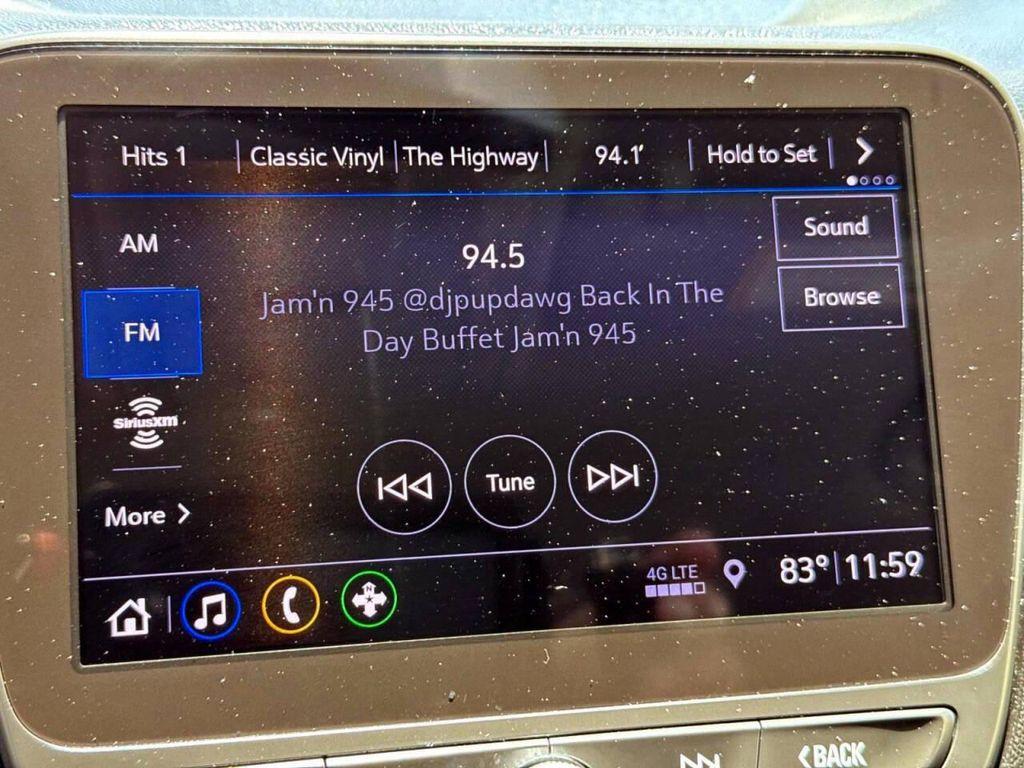 Hits 1
Classic Vinyl
The Highway
94.1'
Hold to Set
AM
94.5
Sound
Jam'n 945 @djpupdawg Back In The
Day Buffet Jam'n 945
Browse
FM
SiriusXM
Tune
More
4G LTE
83° 11:59
N
BACK